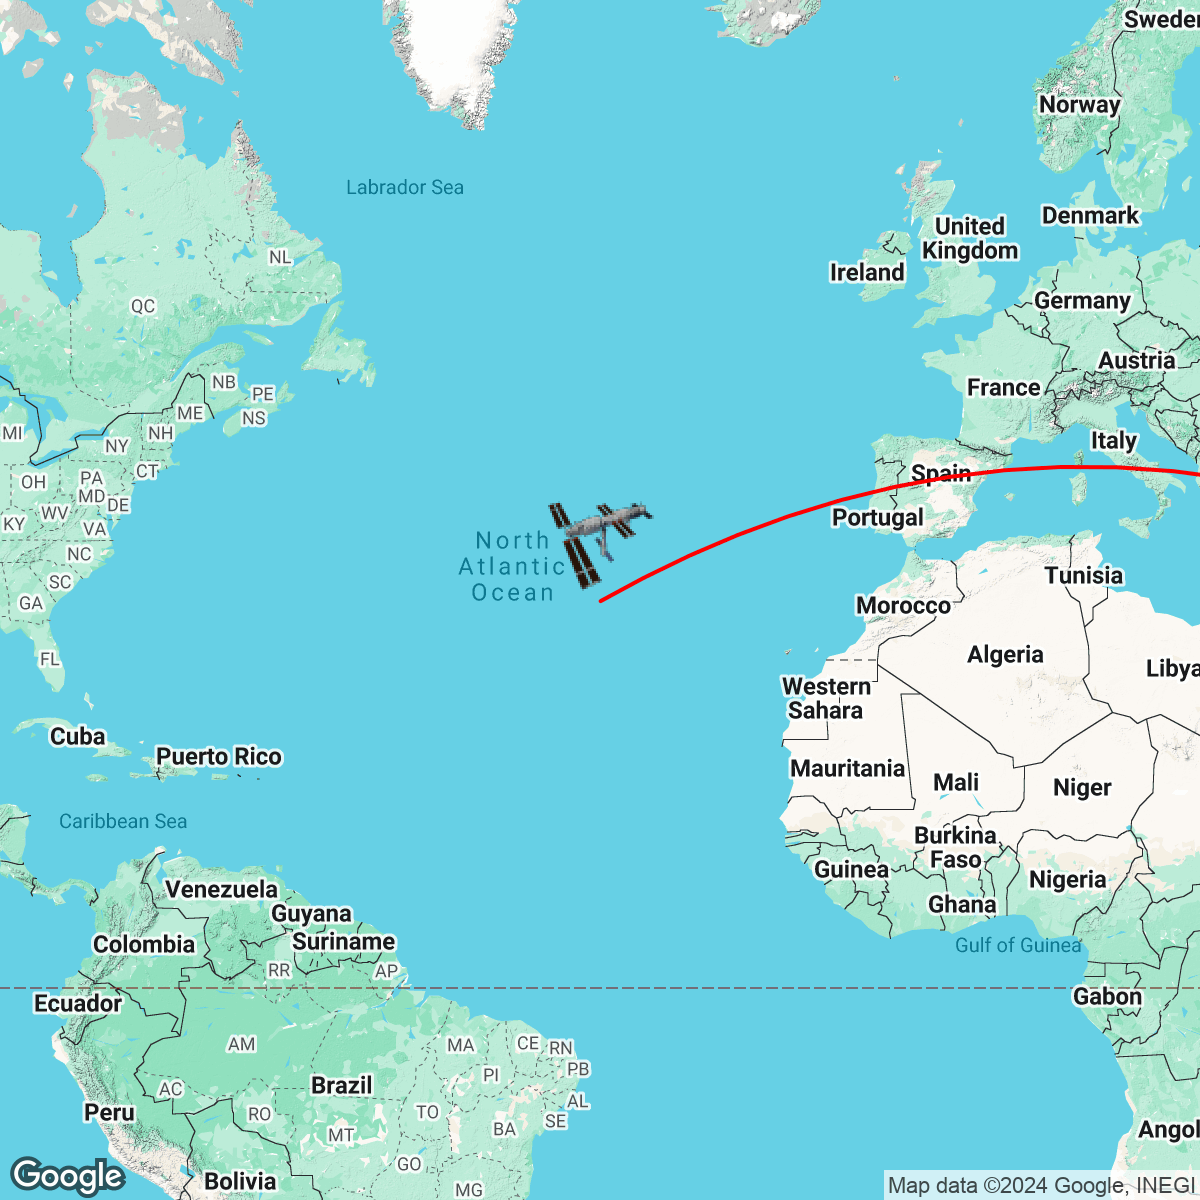 Sweden
Norway
Labrador Sea
Denmark
United
Kingdom
NL
Ireland
QC
Germany
Austria
NB
PE
France
ME
NS
MI
NH
NY
Italy
CT
OH
PA
Spain
MD
DE
WV
Portugal
KY
VA
North
NC
Atlantic
Tunisia
SC
Ocean
GA
Morocco
FL
Algeria
Libya
Western
Sahara
Cuba
Puerto Rico
Mauritania
Mali
Niger
Caribbean Sea
Burkina
Faso
Guinea
Nigeria
Venezuela
Ghana
Guyana
Colombia
Suriname
Gulf of Guinea
RR
AP
Ecuador
Gabon
AM
MA
CE
RN
PI
PB
AC
Brazil
AL
Peru
RO
TO
SE
MT
BA
Angol
GO
Bolivia
MG
Google
Map data ©2024 Google, INEGI